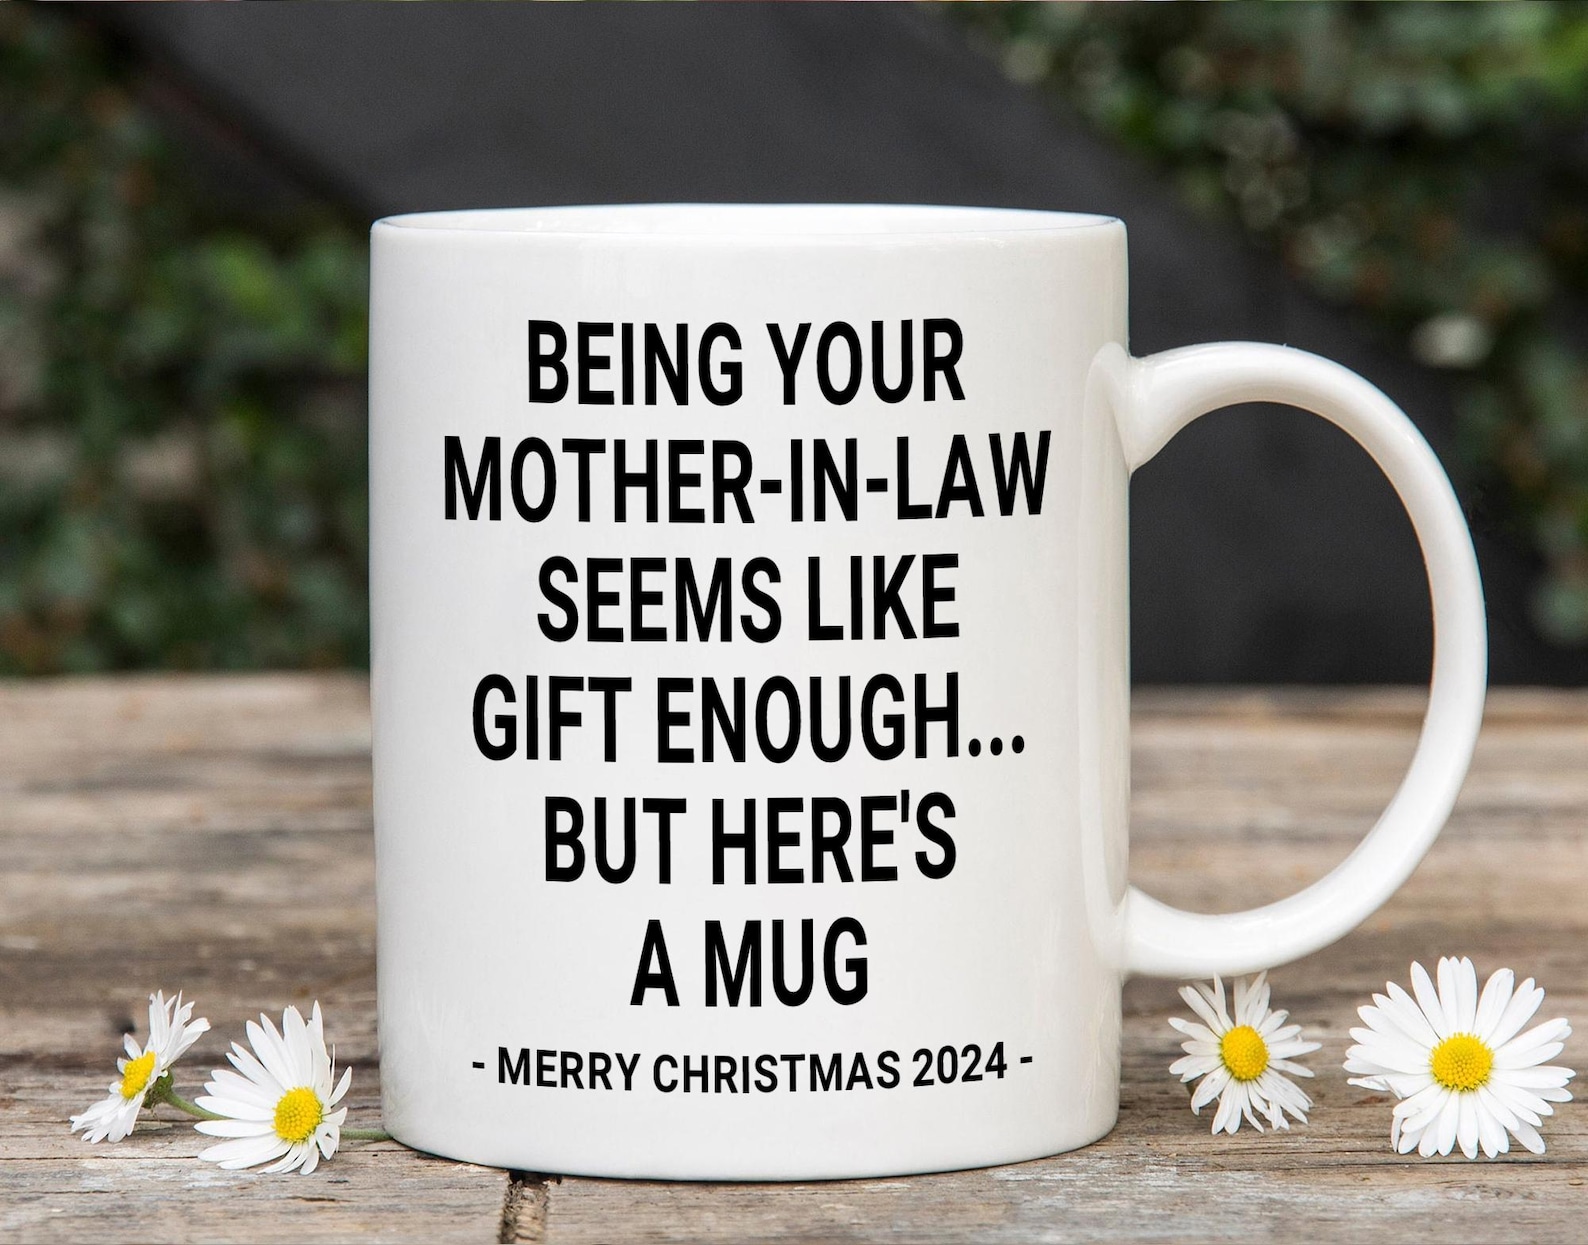 BEING YOUR
MOTHER-IN-LAW
SEEMS LIKE
GIFT ENOUGH...
BUT HERE'S
A MUG
- MERRY CHRISTMAS 2024 -